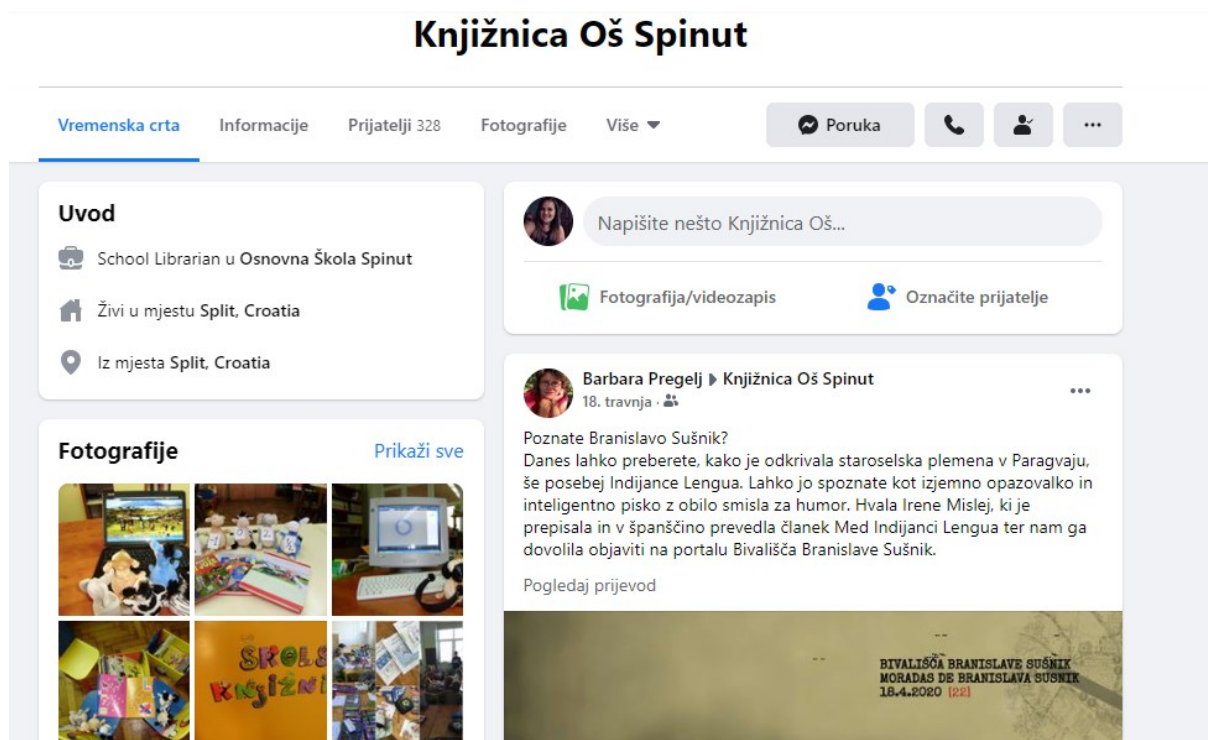 Knjižnica Oš Spinut
Vremenska crta
Informacije
Prijatelji 328
Fotografije
Više
Poruka
Uvod
School Librarian u Osnovna Škola Spinut
Živi u mjestu Split, Croatia
Iz mjesta Split, Croatia
Fotografije
Prikaži sve
ŠKOLS
KNJIŽNI
Napišite nešto Knjižnica Oš...
Fotografija/videozapis
Označite prijatelje
Barbara Pregelj Knjižnica Oš Spinut
18. travnja
Poznate Branislavo Sušnik?
Danes lahko preberete, kako je odkrivala staroselska plemena v Paragvaju,
še posebej Indijance Lengua. Lahko jo spoznate kot izjemno opazovalko in
inteligentno pisko z obilo smisla za humor. Hvala Irene Mislej, ki je
prepisala in v španščino prevedla članek Med Indijanci Lengua ter nam ga
dovolila objaviti na portalu Bivališča Branislave Sušnik.
Pogledaj prijevod
BIVALIŠČA BRANISLAVE SUŠNIK
MORADAS DE BRANISLAVA SUSNIK
18.4.2020 [22]